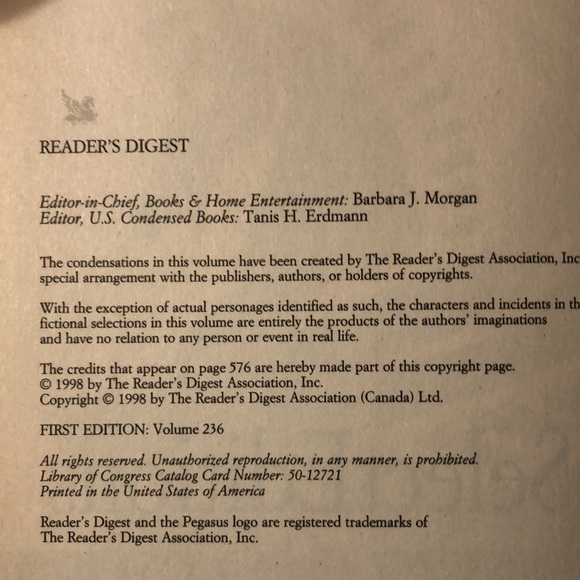 READER'S DIGEST
Editor-in-Chief, Books & Home Entertainment: Barbara J. Morgan
Editor, U.S. Condensed Books: Tanis H. Erdmann
The condensations in this volume have been created by The Reader's Digest Association, Inc
special arrangement with the publishers, authors, or holders of copyrights.
With the exception of actual personages identified as such, the characters and incidents in th
fictional selections in this volume are entirely the products of the authors' imaginations
and have no relation to any person or event in real life.
The credits that appear on page 576 are hereby made part of this copyright page.
© 1998 by The Reader's Digest Association, Inc.
Copyright © 1998 by The Reader's Digest Association (Canada) Ltd.
FIRST EDITION: Volume 236
All rights reserved. Unauthorized reproduction, in any manner, is prohibited.
Library of Congress Catalog Card Number: 50-12721
Printed in the United States of America
Reader's Digest and the Pegasus logo are registered trademarks of
The Reader's Digest Association, Inc.